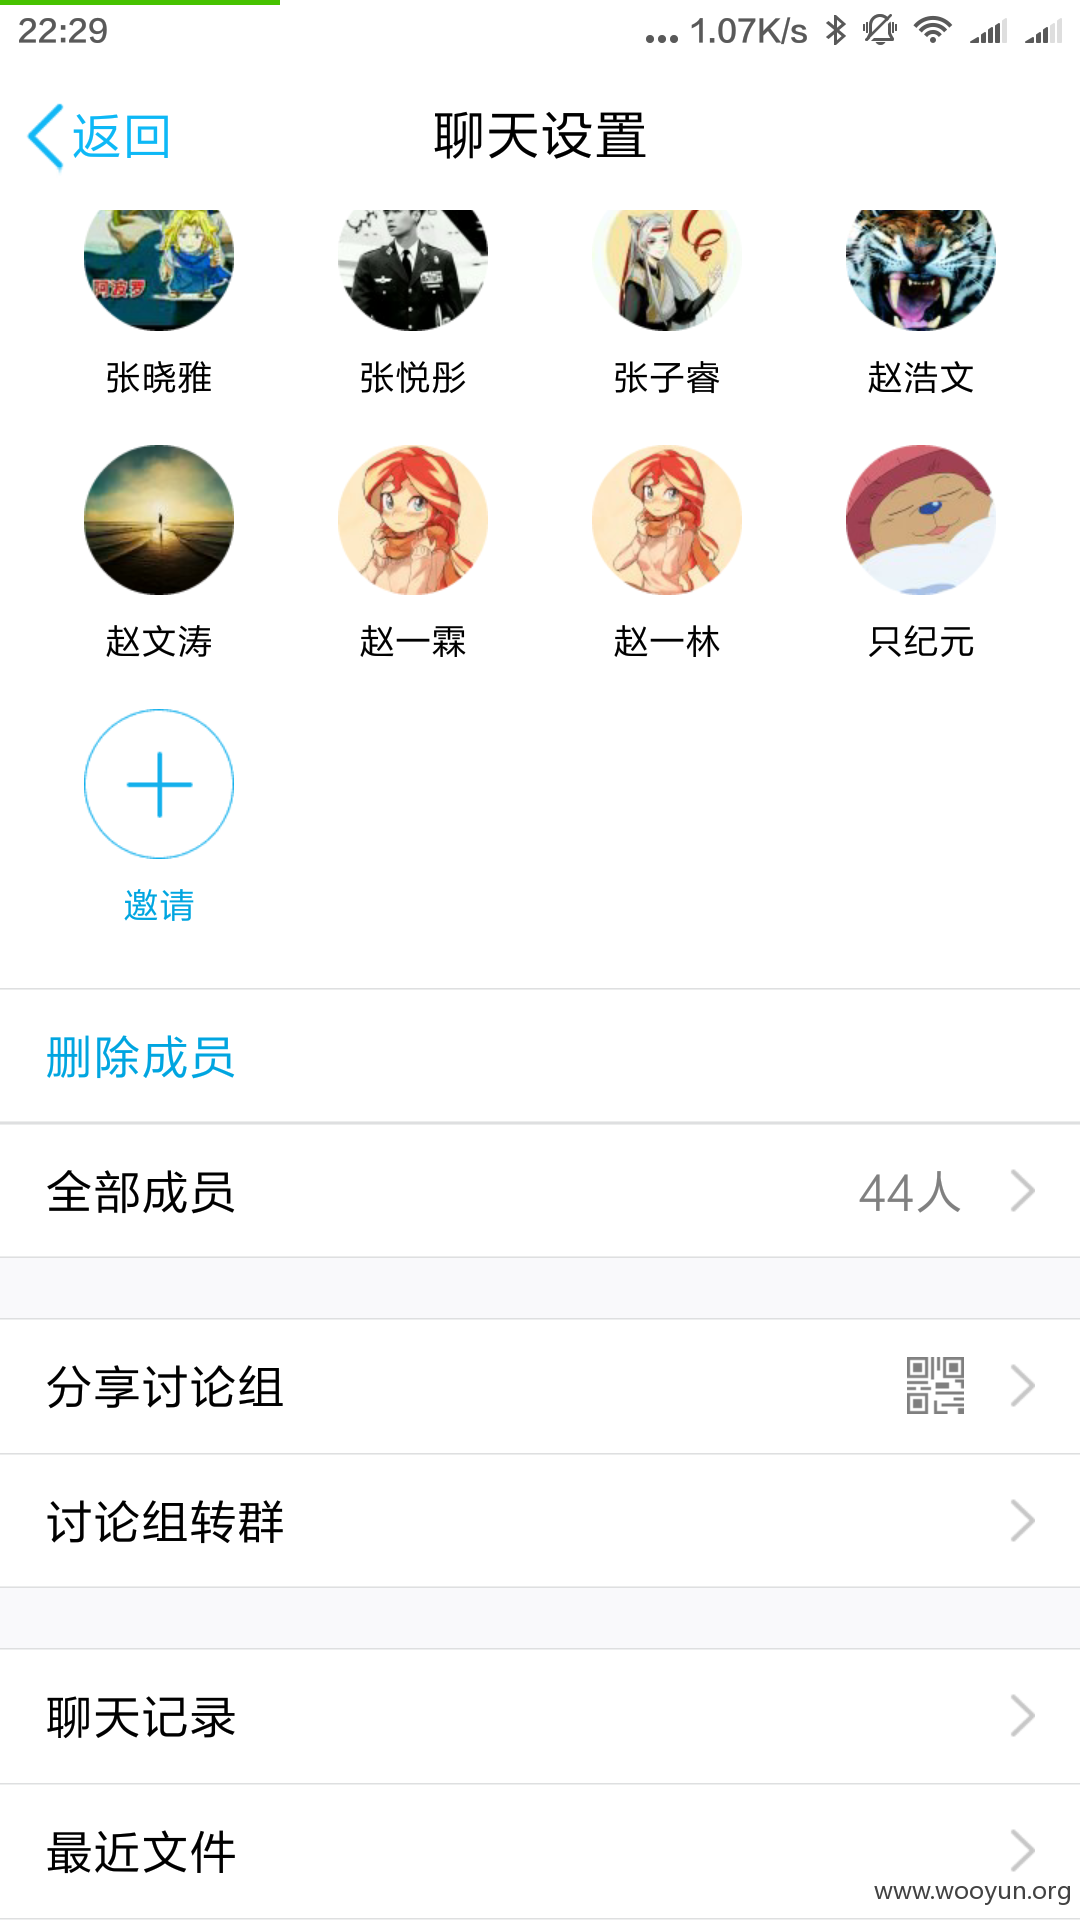 22:29
... 1.07K/s
返回
聊天设置
阿波罗
张晓雅 张悦彤 张子睿 赵浩文
赵文涛 赵一霖 赵一林 只纪元
邀请
删除成员
全部成员 44人
分享讨论组
讨论组转群
聊天记录
最近文件
www.wooyun.org